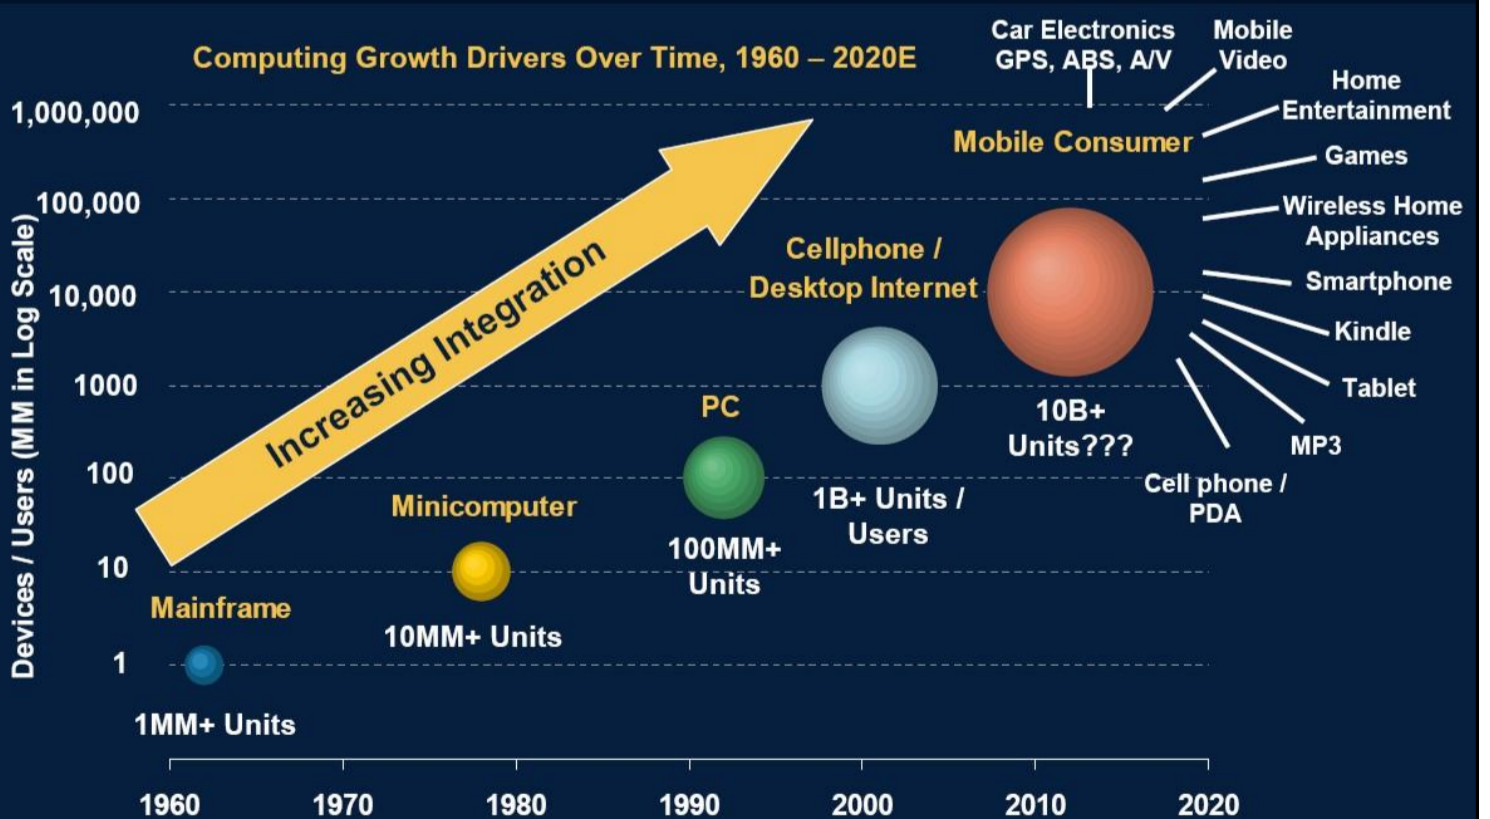 Computing Growth Drivers Over Time, 1960 – 2020E
Car Electronics
GPS, ABS, A/V
Mobile
Video
Home
Entertainment
Games
Wireless Home
Appliances
Smartphone
Kindle
Tablet
MP3
Cell phone /
PDA
Devices / Users (MM in Log Scale)
1,000,000
100,000
10,000
1000
100
10
1
Increasing Integration
Mobile Consumer
10B+
Units???
Cellphone /
Desktop Internet
1B+ Units /
Users
PC
100MM+
Units
Minicomputer
10MM+ Units
Mainframe
1MM+ Units
1960
1970
1980
1990
2000
2010
2020